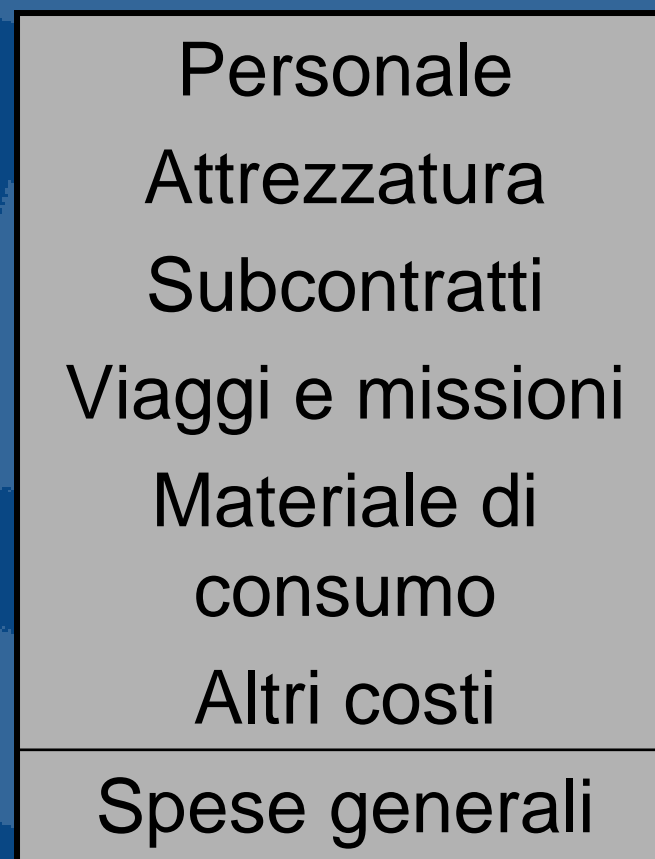 Personale
Attrezzatura
Subcontratti
Viaggi e missioni
Materiale di
consumo
Altri costi
Spese generali